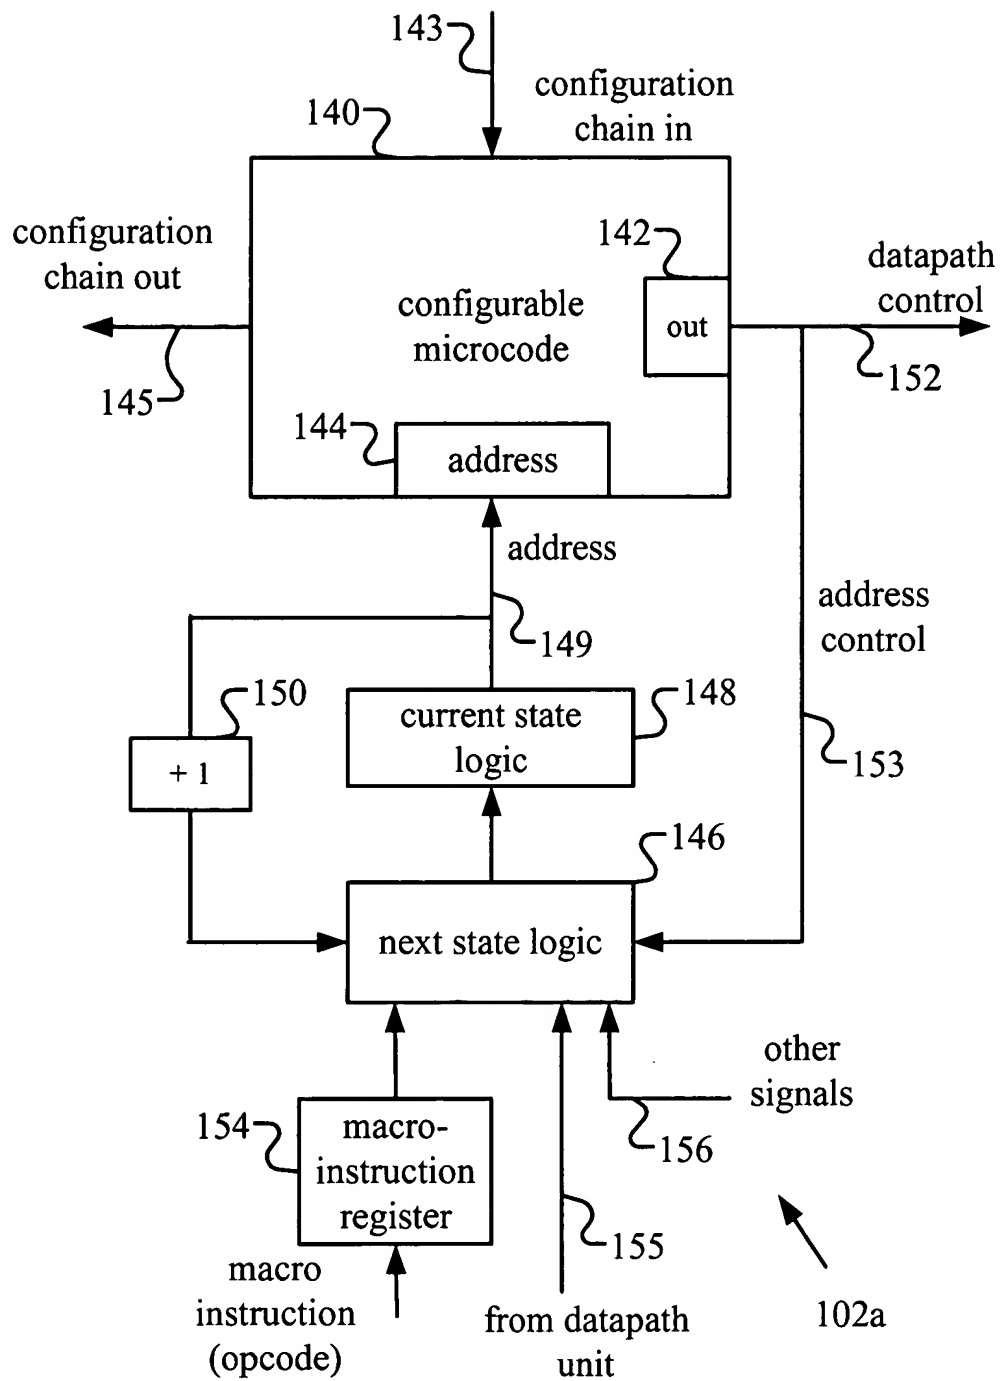 143
configuration
chain in
140
configuration
chain out
142
datapath
control
configurable
microcode
out
145
152
144
address
address
149
address
control
150
148
current state
logic
+ 1
153
146
next state logic
other
signals
154
macro-
instruction
register
156
155
macro
instruction
(opcode)
from datapath
unit
102a